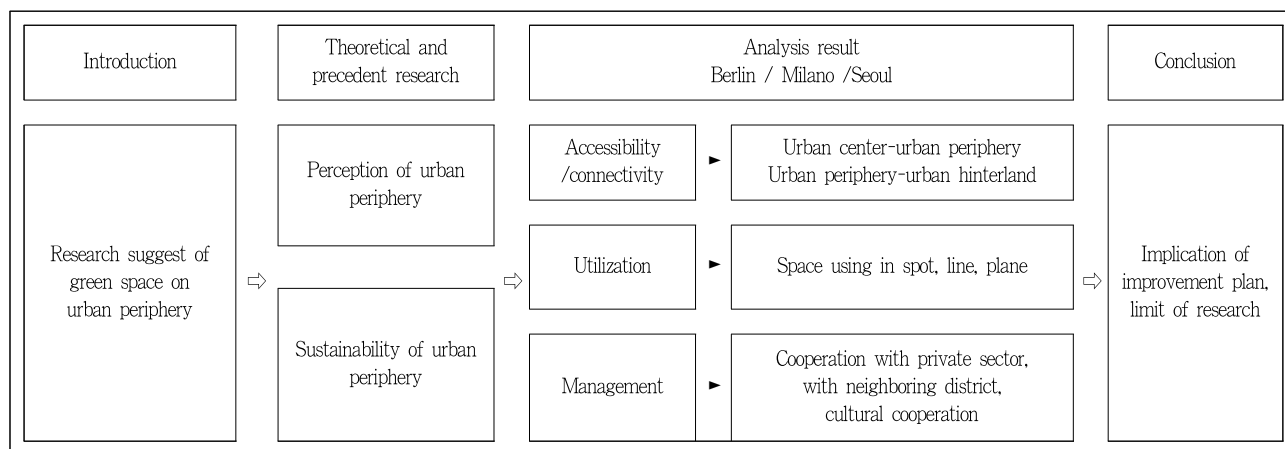 Introduction
Theoretical and
precedent research
Analysis result
Berlin / Milano /Seoul
Conclusion
Research suggest of
green space on
urban periphery
Perception of urban
periphery
Sustainability of urban
periphery
Accessibility
/connectivity
Urban center-urban periphery
Urban periphery-urban hinterland
Utilization
Space using in spot, line, plane
Management
Cooperation with private sector,
with neighboring district,
cultural cooperation
Implication of
improvement plan,
limit of research